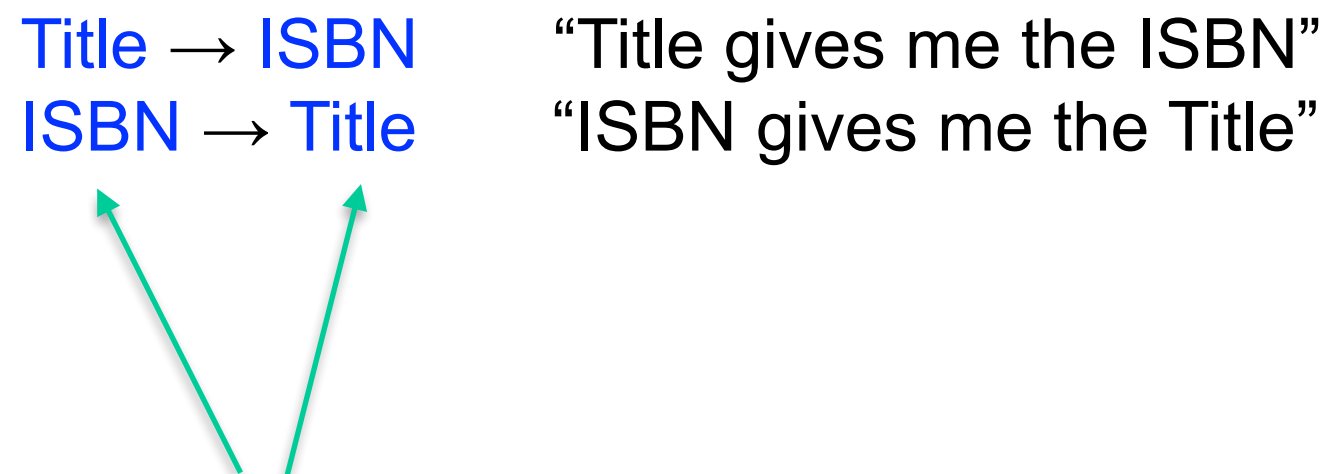 Title → ISBN “Title gives me the ISBN”
ISBN → Title “ISBN gives me the Title”